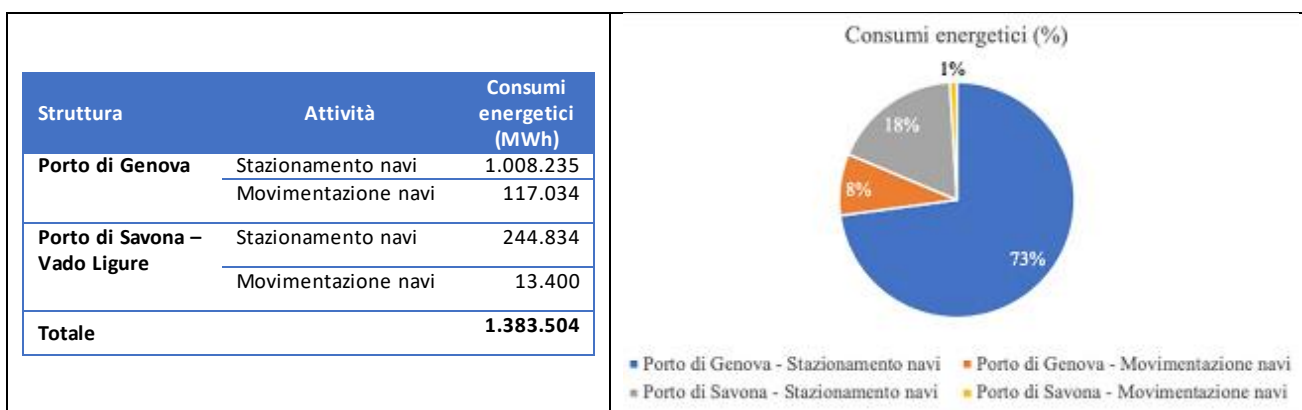 Struttura Attività Consumi energetici (MWh)
Porto di Genova Stazionamento navi 1.008.235
Movimentazione navi 117.034
Porto di Savona – Vado Ligure Stazionamento navi 244.834
Movimentazione navi 13.400
Totale 1.383.504
Consumi energetici (%)
1%
18%
8%
73%
Porto di Genova - Stazionamento navi Porto di Genova - Movimentazione navi
Porto di Savona - Stazionamento navi Porto di Savona - Movimentazione navi